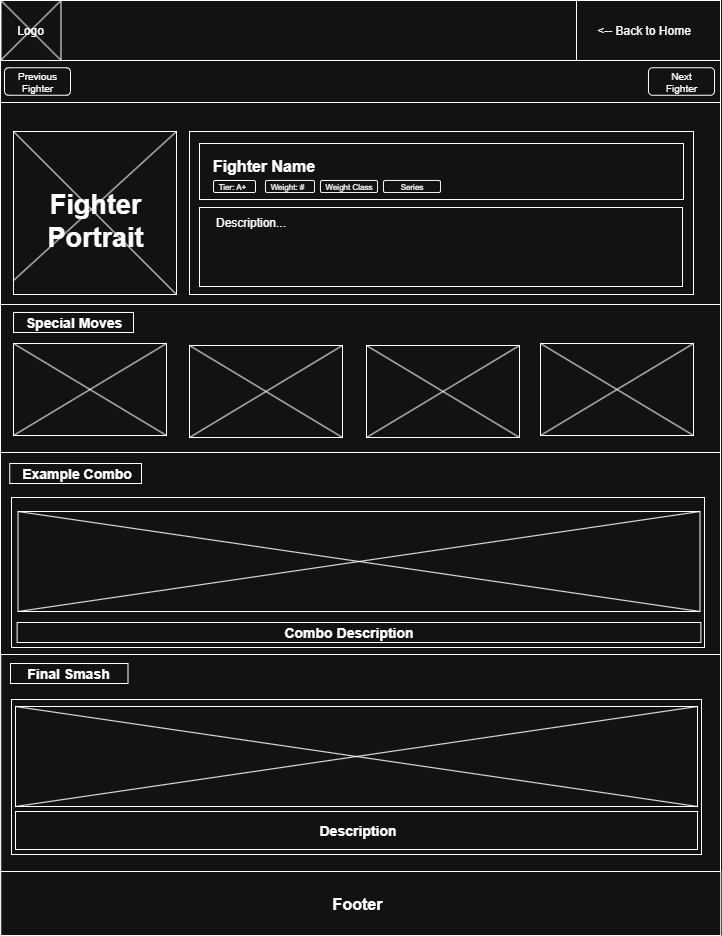 Logo
<-- Back to Home
Previous
Fighter
Next
Fighter
Fighter
Portrait
Fighter Name
Tier: A+
Weight: #
Weight Class
Series
Description...
Special Moves
Example Combo
Combo Description
Final Smash
Description
Footer